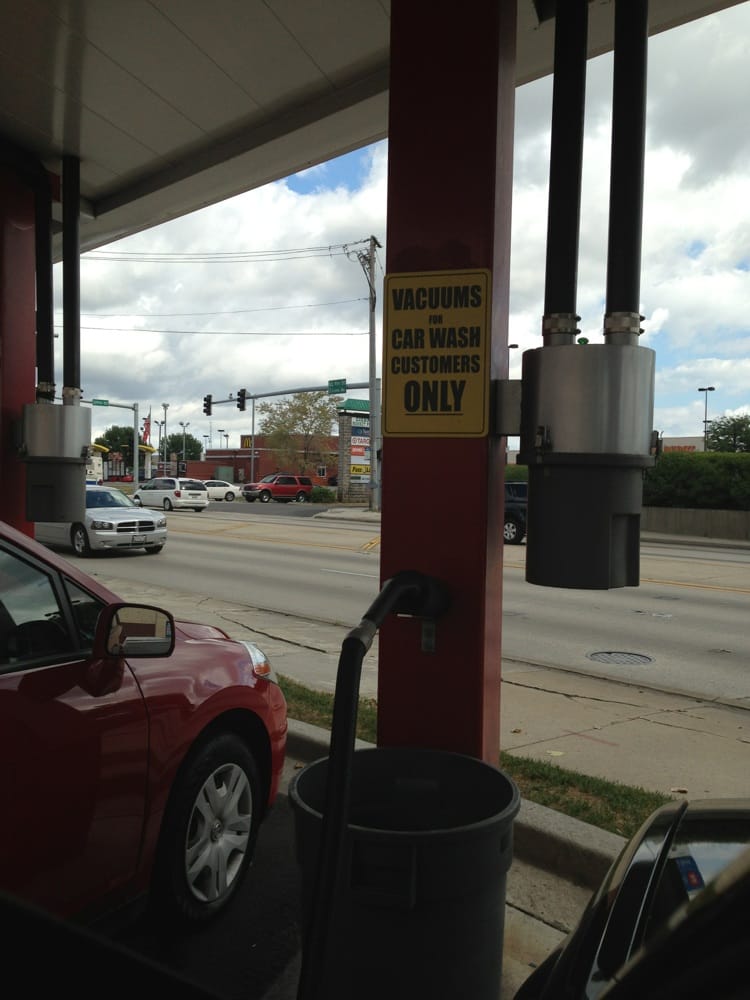 VACUUMS
FOR
CAR WASH
CUSTOMERS
ONLY